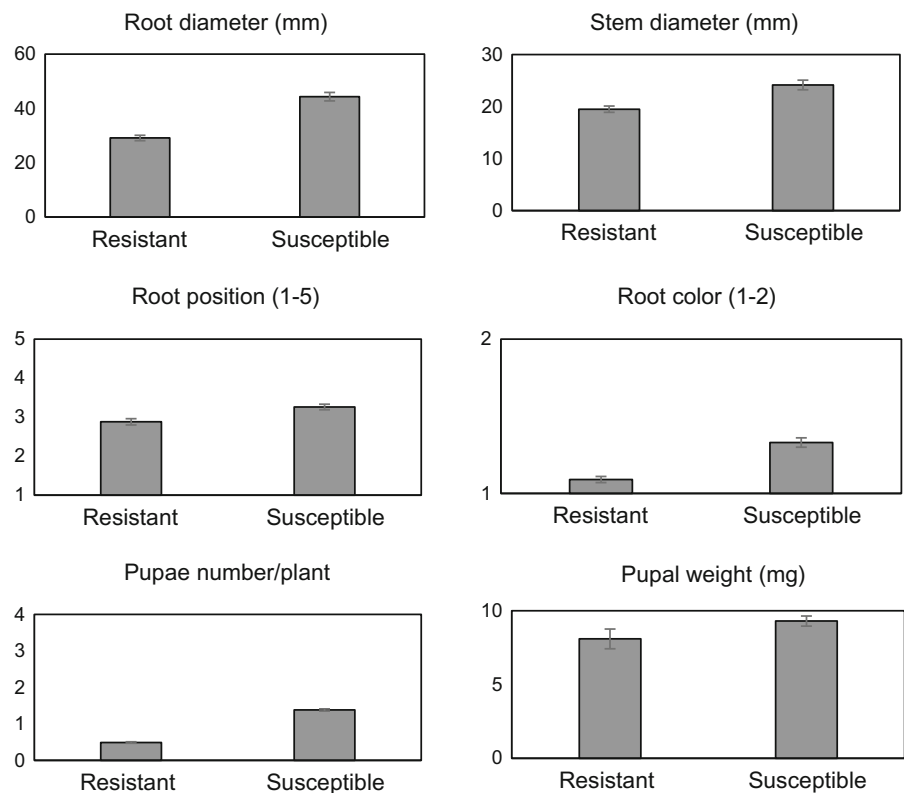 Root diameter (mm)
60
40
20
0
Resistant Susceptible
Stem diameter (mm)
30
20
10
0
Resistant Susceptible
Root position (1-5)
5
4
3
2
1
Resistant Susceptible
Root color (1-2)
2
1
Resistant Susceptible
Pupae number/plant
4
3
2
1
0
Resistant Susceptible
Pupal weight (mg)
10
5
0
Resistant Susceptible